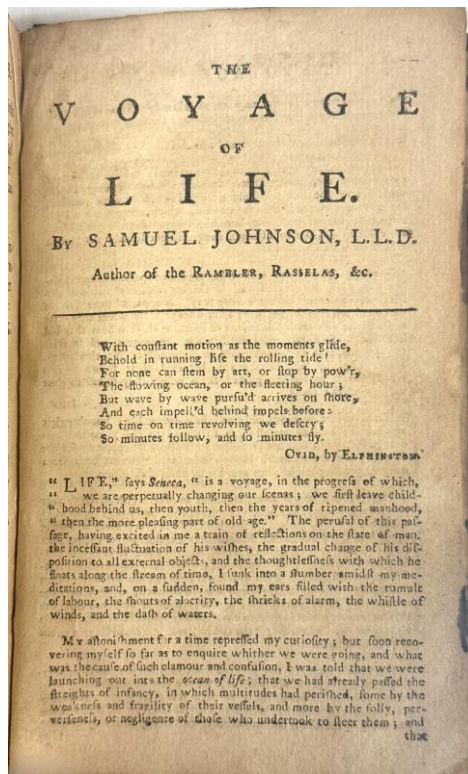 THE
VOYAGE
OF
LIFE.
By SAMUEL JOHNSON, L.L.D.
Author of the RAMBLER, RASSELAS, &c.
With conſtant motion as the moments glide,
Behold in running life the rolling tide!
For none can ſtem by art, or ſtop by pow'r,
The flowing ocean, or the fleeting hour;
But wave by wave purſu'd arrives on ſhore,
And each impell'd behind impels before:
So time on time revolving we deſcry;
So minutes follow, and ſo minutes fly.
OVID, by ELPHINSTON.
“ LIFE,” ſays Seneca, “ is a voyage, in the progreſs of which,
“ we are perpetually changing our ſcenas; we firſt leave child-
“ hood behind us, then youth, then the years of ripened manhood,
“ then the more pleaſing part of old age.” The peruſal of this paſ-
ſage, having excited in me a train of reflections on the ſtate of man,
the inceſſant fluctuation of his wiſhes, the gradual change of his diſ-
poſition to all external objects, and the thoughtleſſneſs with which he
floats along the ſtream of time, I ſunk into a ſlumber amidſt my me-
ditations, and, on a ſudden, found my ears filled with the tumult
of labour, the ſhouts of alacrity, the ſhrieks of alarm, the whiſtle of
winds, and the daſh of waters.
MY aſtoniſhment for a time repreſſed my curioſity; but ſoon reco-
vering myſelf ſo far as to enquire whither we were going, and what
was the cauſe of ſuch clamour and confuſion, I was told that we were
launching out into the ocean of life; that we had already paſſed the
ſtreights of infancy, in which multitudes had periſhed, ſome by the
weakneſs and fragility of their veſſels, and more by the folly, per-
verſeneſs, or negligence of thoſe who undertook to ſteer them; and
that